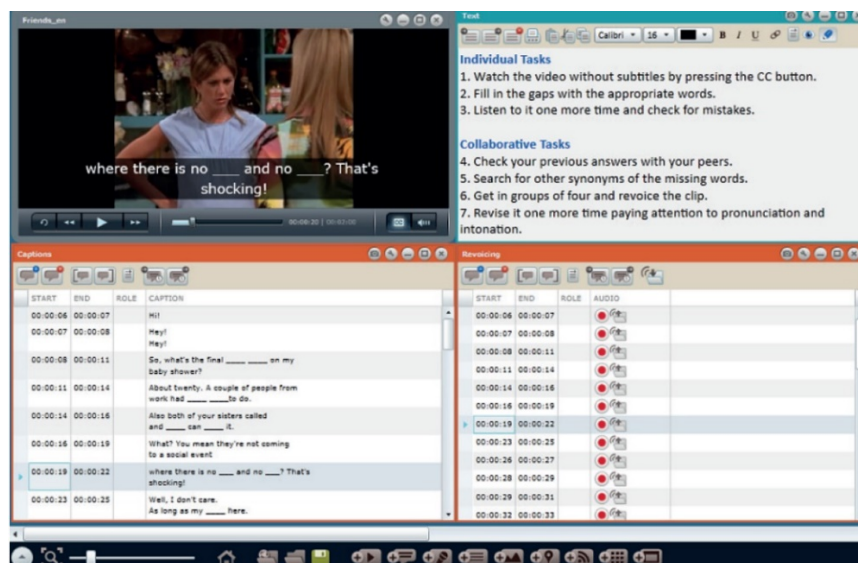 Friends_en
where there is no ___ and no ___? That's
shocking!
00:00:20
Text
Calibri
16
B I U
Individual Tasks
1. Watch the video without subtitles by pressing the CC button.
2. Fill in the gaps with the appropriate words.
3. Listen to it one more time and check for mistakes.
Collaborative Tasks
4. Check your previous answers with your peers.
5. Search for other synonyms of the missing words.
6. Get in groups of four and revoice the clip.
7. Revise it one more time paying attention to pronunciation and
intonation.
Captions
START END ROLE CAPTION
00:00:06 00:00:07 Hi!
00:00:07 00:00:08 Hey!
Hey!
00:00:08 00:00:11 So, what's the final ____ ____ on my
baby shower?
00:00:11 00:00:14 About twenty. A couple of people from
work had ____ ____to do.
00:00:14 00:00:16 Also both of your sisters called
and ____ can ____ it.
00:00:16 00:00:19 What? You mean they're not coming
to a social event
00:00:19 00:00:22 where there is no ___ and no ___? That's
shocking!
00:00:23 00:00:25 Well, I don't care.
As long as my ____ here.
Revoicing
START END ROLE AUDIO
00:00:06 00:00:07
00:00:07 00:00:08
00:00:08 00:00:11
00:00:11 00:00:14
00:00:14 00:00:16
00:00:16 00:00:19
00:00:19 00:00:22
00:00:23 00:00:25
00:00:26 00:00:27
00:00:28 00:00:29
00:00:29 00:00:31
00:00:32 00:00:33